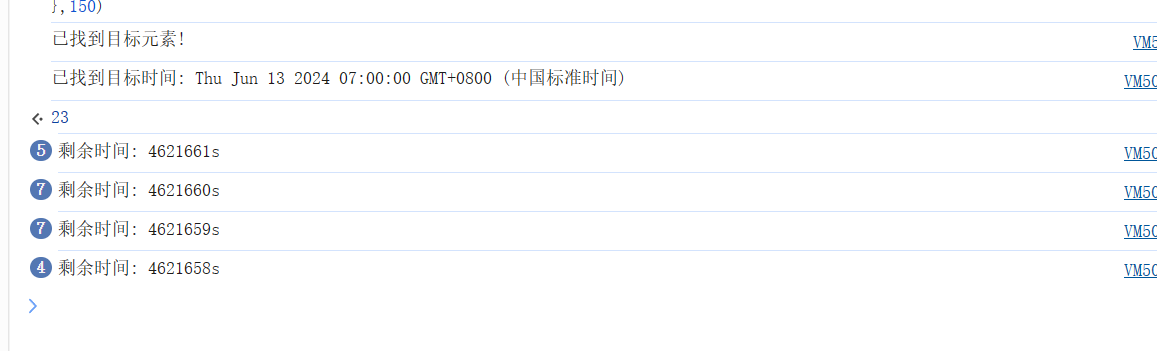 },150)
已找到目标元素! VM5
已找到目标时间: Thu Jun 13 2024 07:00:00 GMT+0800 (中国标准时间) VM50
23
5 剩余时间: 4621661s VM50
7 剩余时间: 4621660s VM50
7 剩余时间: 4621659s VM50
4 剩余时间: 4621658s VM50